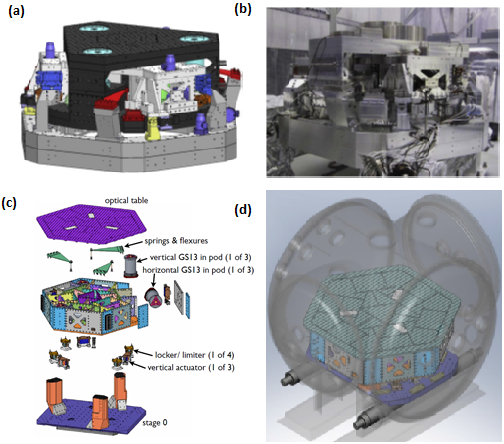 (a)
(b)
(c)
optical table
springs & flexures
vertical GS13 in pod (1 of 3)
horizontal GS13 in pod (1 of 3)
locker/ limiter (1 of 4)
vertical actuator (1 of 3)
stage 0
(d)